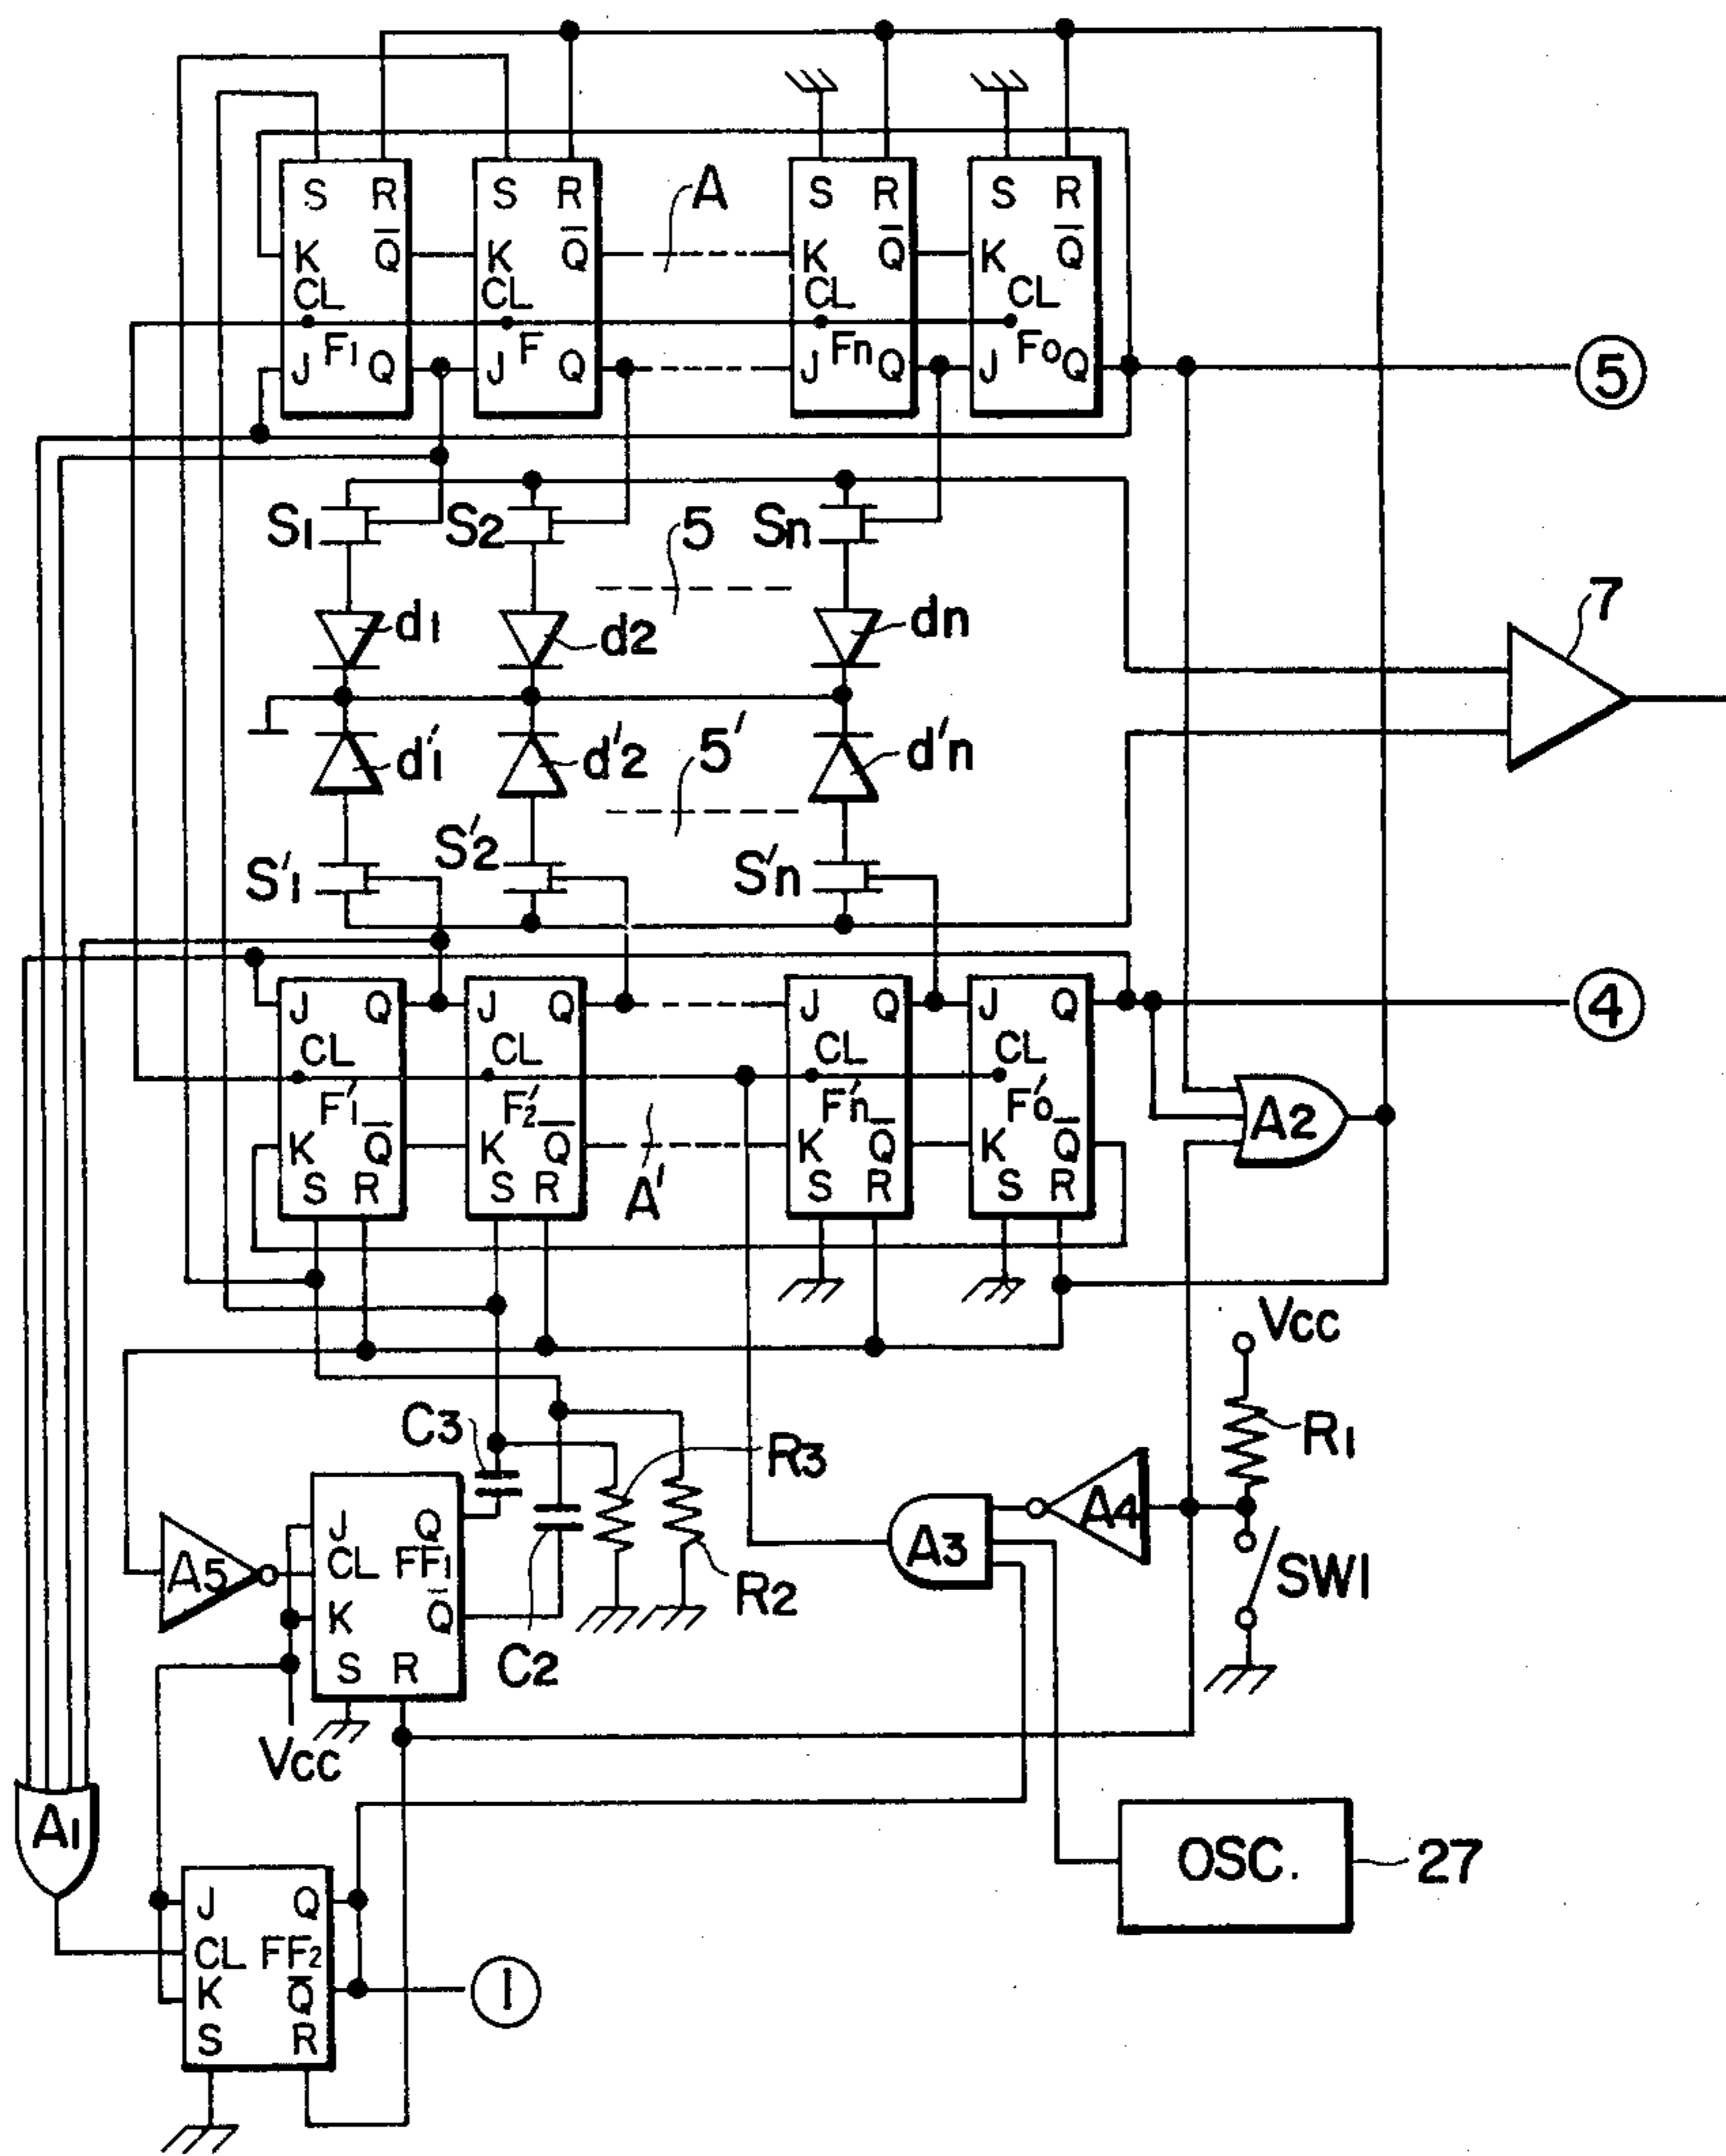 S R S R S R S R
A
K Q̅ K Q̅ K Q̅ K Q̅
CL CL CL CL
F1 F Fn Fo
J Q J Q J Q J Q
5
S1 S2 5 Sn
7
d1 d2 dn
d'1 d'2 5' d'n
S'1 S'2 S'n
J Q J Q J Q J Q
4
CL CL CL CL
F'1 F'2 F'n F'o
A2
K Q̅ K Q̅ K Q̅ K Q̅
S R S R A' S R S R
Vcc
C3 R3 R1
J Q A4
A5 CL FF1 A3
K Q̅ R2 SW1
S R C2
Vcc
A1
OSC. 27
J Q
CL FF2
K Q̅ 1
S R